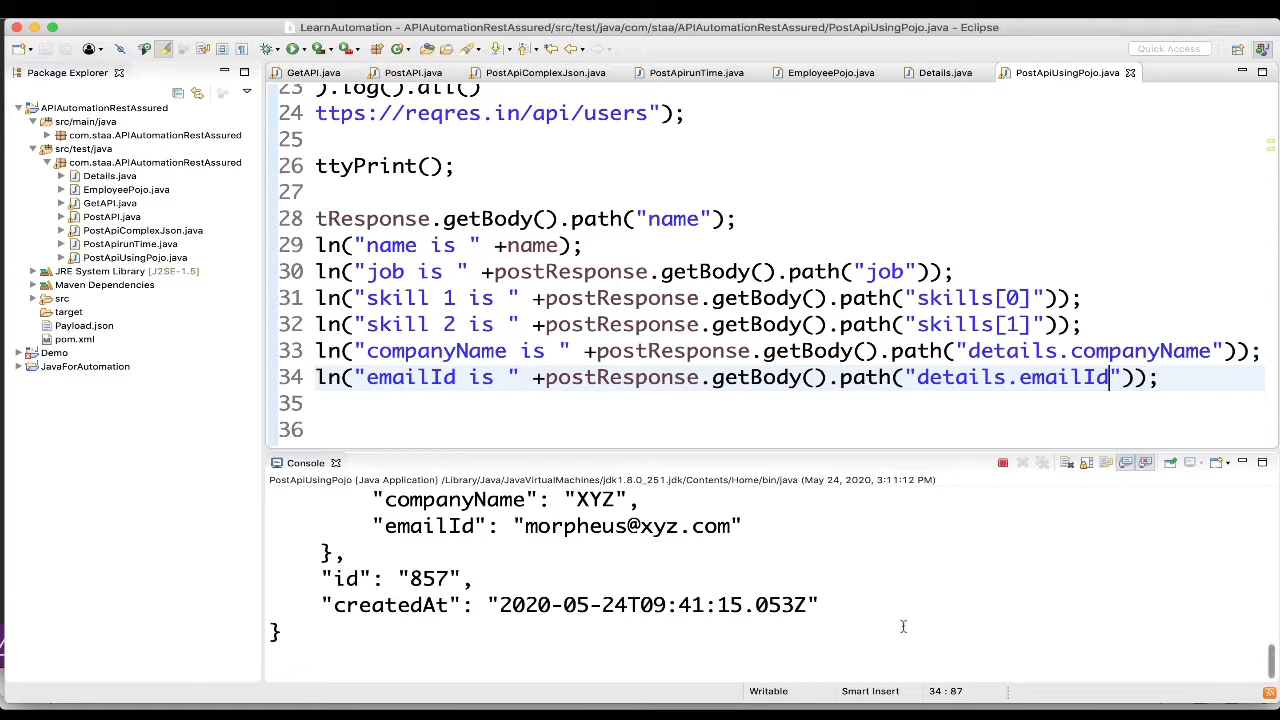 LearnAutomation - APIAutomationRestAssured/src/test/java/com/staa/APIAutomationRestAssured/PostApiUsingPojo.java - Eclipse
Quick Access
Package Explorer
GetAPI.java
PostAPI.java
PostApiComplexJson.java
PostApirunTime.java
EmployeePojo.java
Details.java
PostApiUsingPojo.java
APIAutomationRestAssured
src/main/java
com.staa.APIAutomationRestAssured
src/test/java
com.staa.APIAutomationRestAssured
Details.java
EmployeePojo.java
GetAPI.java
PostAPI.java
PostApiComplexJson.java
PostApirunTime.java
PostApiUsingPojo.java
JRE System Library [J2SE-1.5]
Maven Dependencies
src
target
Payload.json
pom.xml
Demo
JavaForAutomation
23 ).log().all()
24 ttps://reqres.in/api/users");
25
26 ttyPrint();
27
28 tResponse.getBody().path("name");
29 ln("name is " +name);
30 ln("job is " +postResponse.getBody().path("job"));
31 ln("skill 1 is " +postResponse.getBody().path("skills[0]"));
32 ln("skill 2 is " +postResponse.getBody().path("skills[1]"));
33 ln("companyName is " +postResponse.getBody().path("details.companyName"));
34 ln("emailId is " +postResponse.getBody().path("details.emailId"));
35
36
Console
PostApiUsingPojo [Java Application] /Library/Java/JavaVirtualMachines/jdk1.8.0_251.jdk/Contents/Home/bin/java (May 24, 2020, 3:11:12 PM)
"companyName": "XYZ",
"emailId": "morpheus@xyz.com"
},
"id": "857",
"createdAt": "2020-05-24T09:41:15.053Z"
}
Writable
Smart Insert
34 : 87